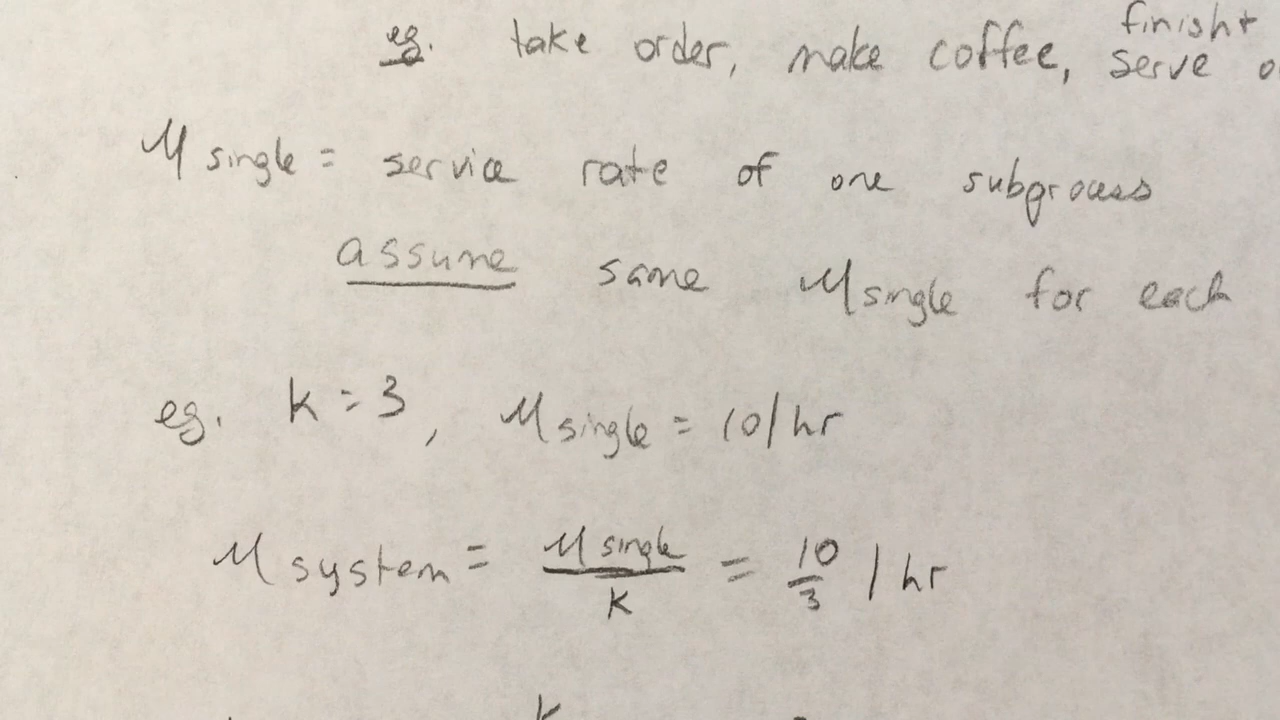 eg. take order, make coffee, finish + serve
μ single = service rate of one subprocess
assume same μ single for each
eg. k = 3, μ single = 10/hr
μ system = μ single / k = 10/3 /hr
k